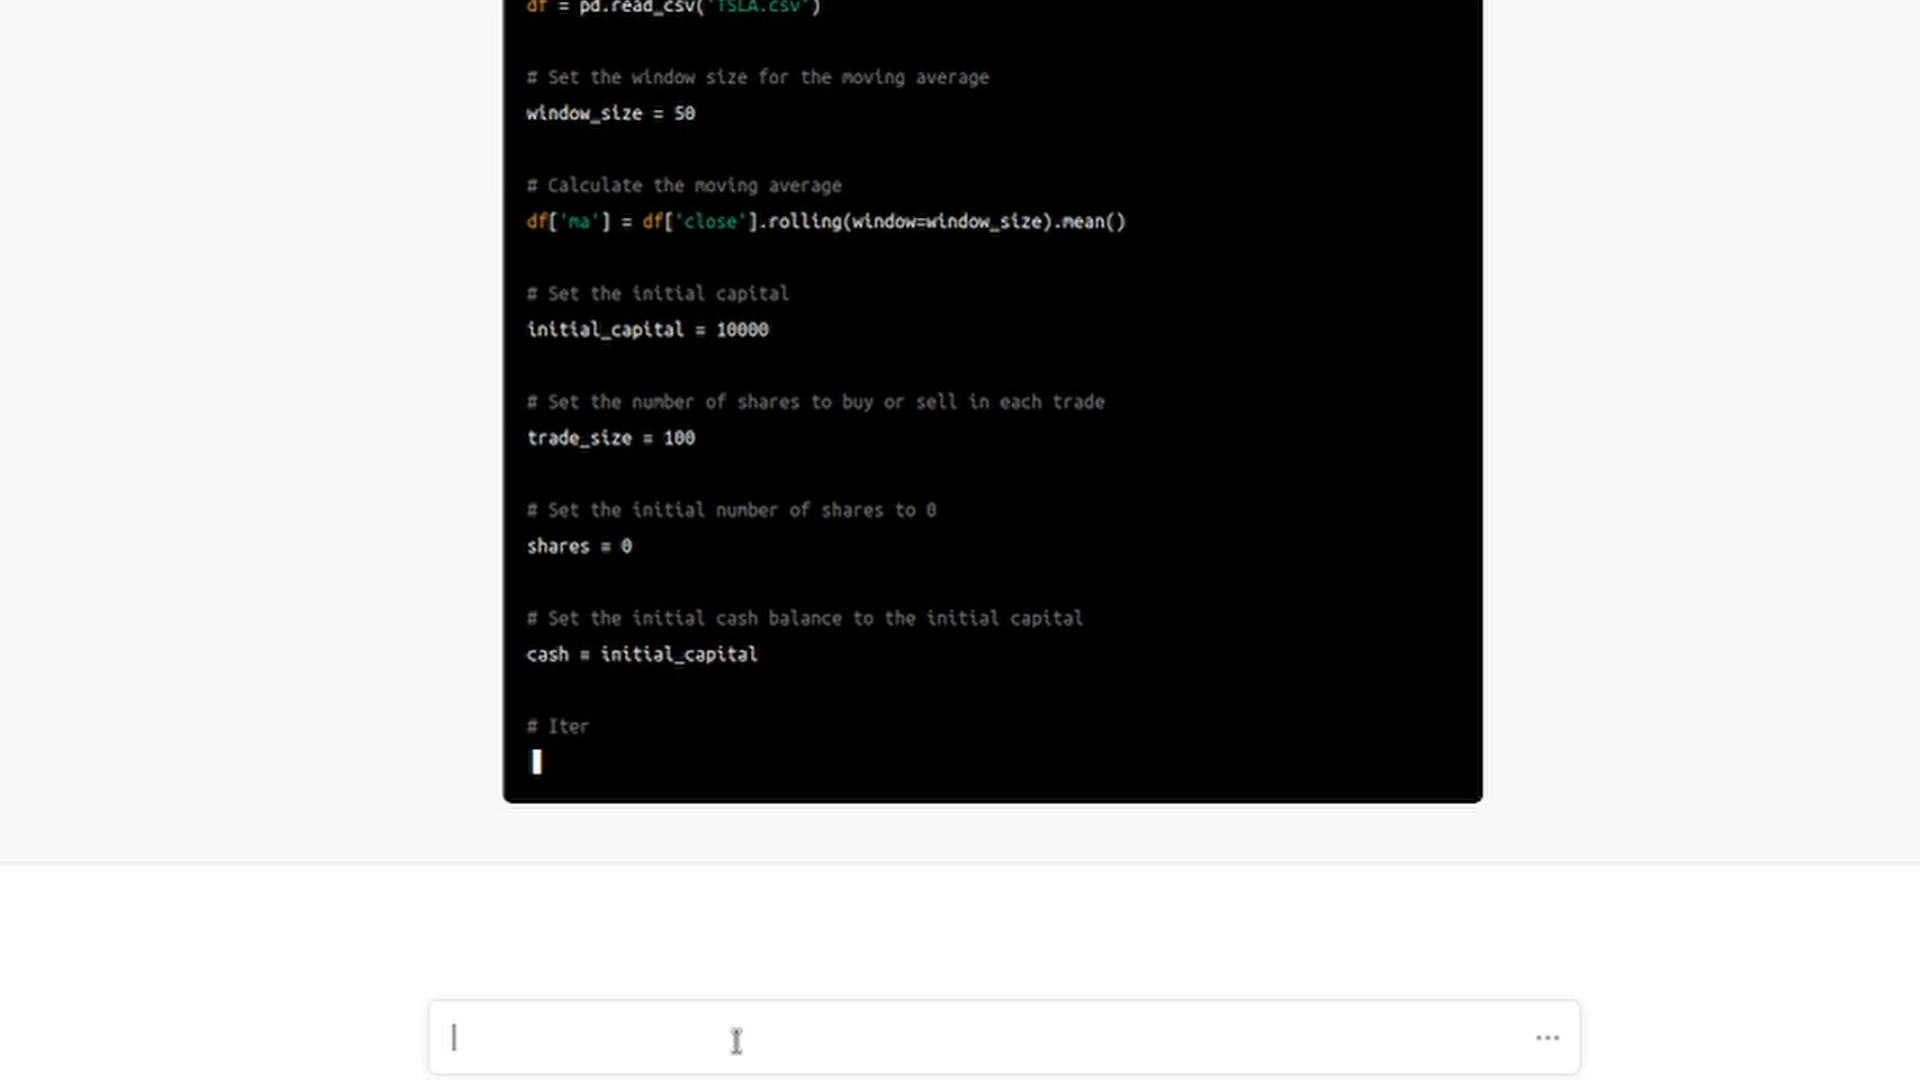 df = pd.read_csv('TSLA.csv')
# Set the window size for the moving average
window_size = 50
# Calculate the moving average
df['ma'] = df['close'].rolling(window=window_size).mean()
# Set the initial capital
initial_capital = 10000
# Set the number of shares to buy or sell in each trade
trade_size = 100
# Set the initial number of shares to 0
shares = 0
# Set the initial cash balance to the initial capital
cash = initial_capital
# Iter